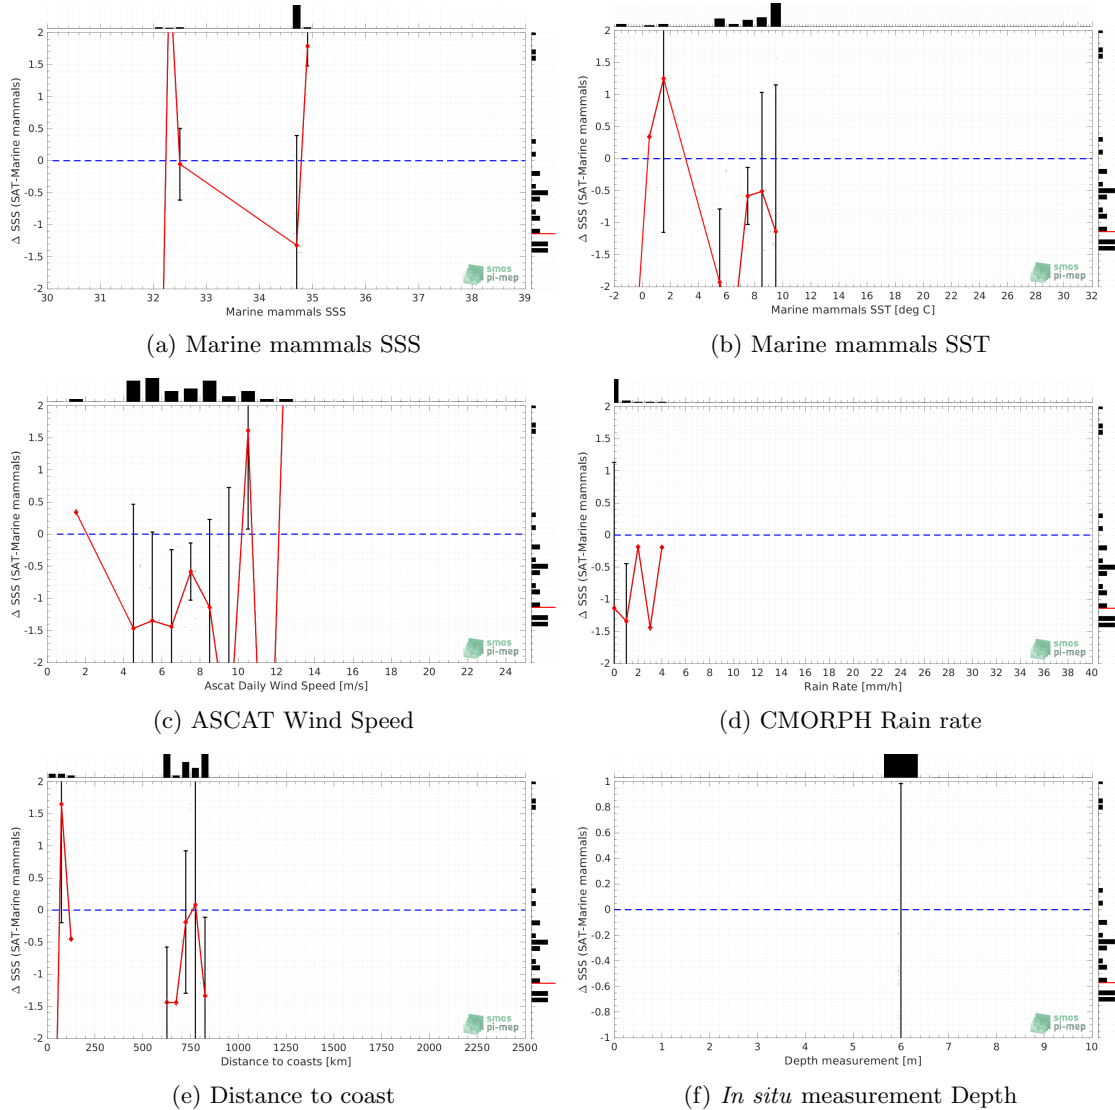 Δ SSS (SAT-Marine mammals)
2
1.5
1
0.5
0
-0.5
-1
-1.5
-2
30 31 32 33 34 35 36 37 38 39
Marine mammals SSS
smos
pi-mep
(a) Marine mammals SSS
Δ SSS (SAT-Marine mammals)
2
1.5
1
0.5
0
-0.5
-1
-1.5
-2
-2 0 2 4 6 8 10 12 14 16 18 20 22 24 26 28 30 32
Marine mammals SST [deg C]
smos
pi-mep
(b) Marine mammals SST
Δ SSS (SAT-Marine mammals)
2
1.5
1
0.5
0
-0.5
-1
-1.5
-2
0 2 4 6 8 10 12 14 16 18 20 22 24
Ascat Daily Wind Speed [m/s]
smos
pi-mep
(c) ASCAT Wind Speed
Δ SSS (SAT-Marine mammals)
2
1.5
1
0.5
0
-0.5
-1
-1.5
-2
0 2 4 6 8 10 12 14 16 18 20 22 24 26 28 30 32 34 36 38 40
Rain Rate [mm/h]
smos
pi-mep
(d) CMORPH Rain rate
Δ SSS (SAT-Marine mammals)
2
1.5
1
0.5
0
-0.5
-1
-1.5
-2
0 250 500 750 1000 1250 1500 1750 2000 2250 2500
Distance to coasts [km]
smos
pi-mep
(e) Distance to coast
Δ SSS (SAT-Marine mammals)
1
0.8
0.6
0.4
0.2
0
-0.2
-0.4
-0.6
-0.8
-1
0 1 2 3 4 5 6 7 8 9 10
Depth measurement [m]
smos
pi-mep
(f) In situ measurement Depth